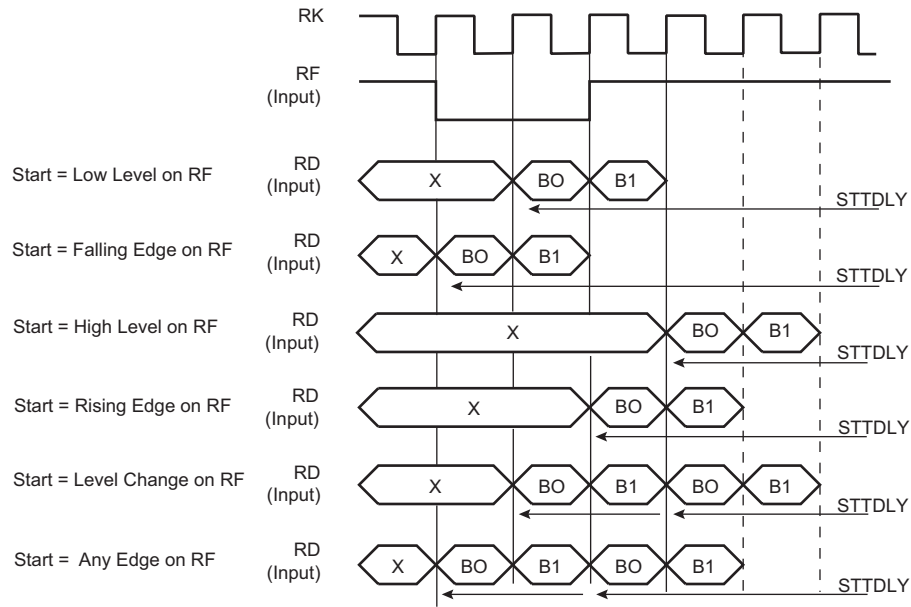 RK
RF
(Input)
Start = Low Level on RF RD
(Input) X BO B1
STTDLY
Start = Falling Edge on RF RD
(Input) X BO B1
STTDLY
Start = High Level on RF RD
(Input) X BO B1
STTDLY
Start = Rising Edge on RF RD
(Input) X BO B1
STTDLY
Start = Level Change on RF RD
(Input) X BO B1 BO B1
STTDLY
Start = Any Edge on RF RD
(Input) X BO B1 BO B1
STTDLY